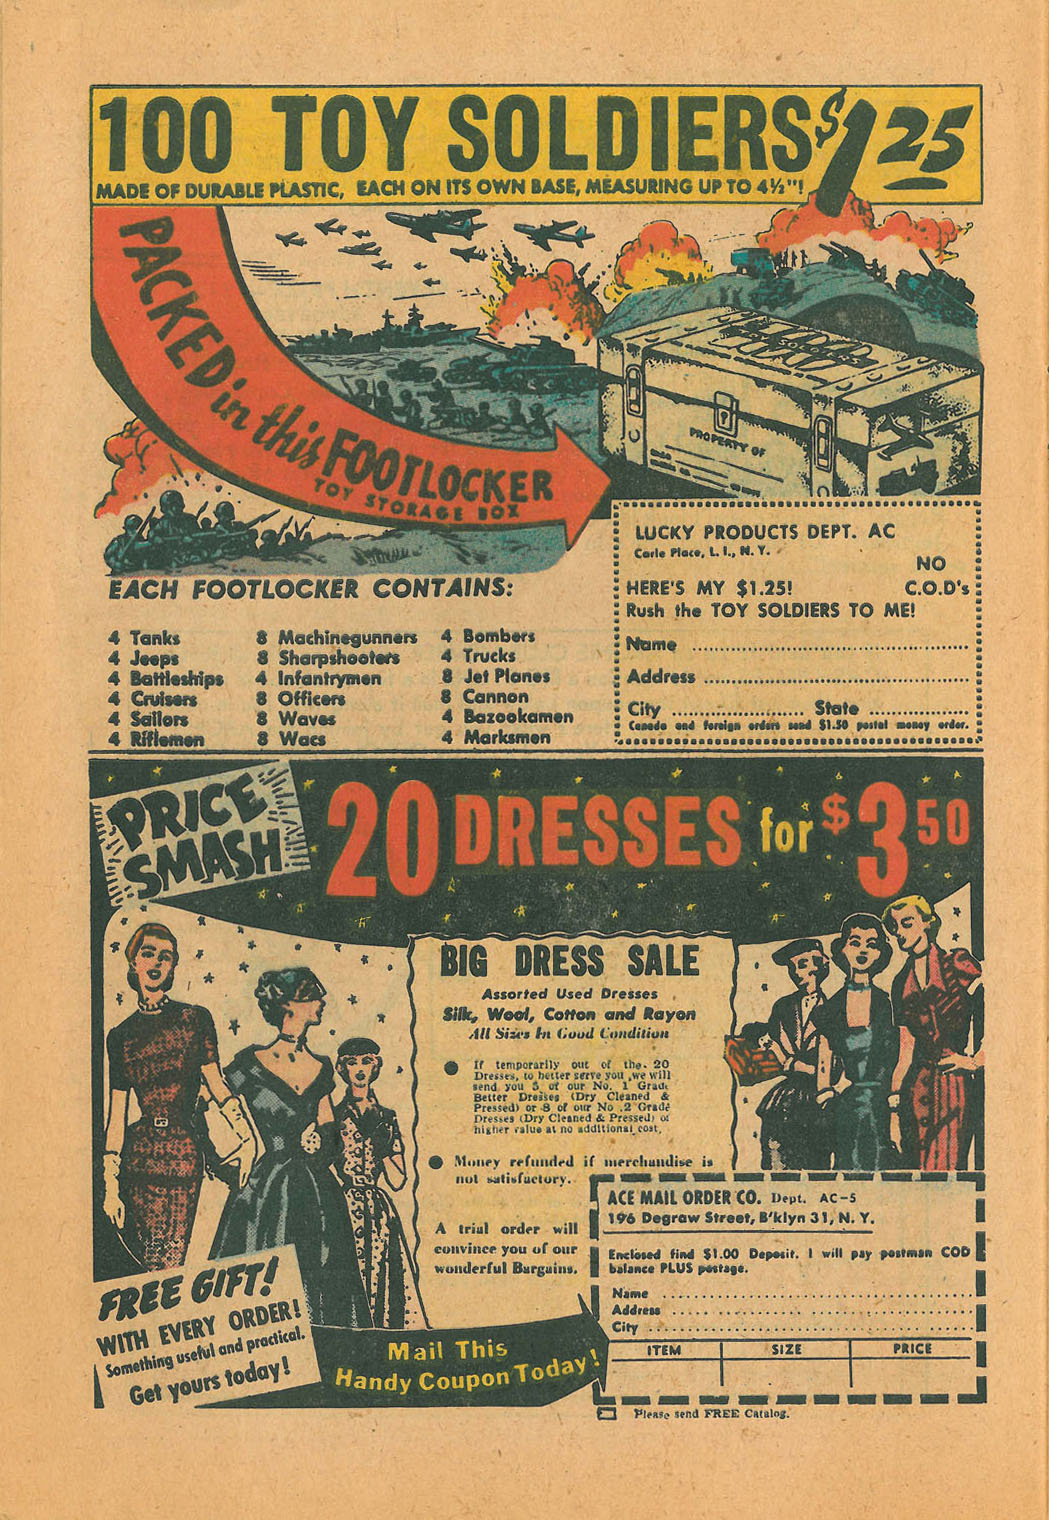 100 TOY SOLDIERS $1 25
MADE OF DURABLE PLASTIC, EACH ON ITS OWN BASE, MEASURING UP TO 4½"!
PACKED in this FOOTLOCKER
TOY STORAGE BOX
PROPERTY OF
LUCKY PRODUCTS DEPT. AC
Carle Place, L. I., N. Y.
NO
HERE'S MY $1.25! C.O.D's
Rush the TOY SOLDIERS TO ME!
Name
Address
City State
Canada and foreign orders send $1.50 postal money order.
EACH FOOTLOCKER CONTAINS:
4 Tanks 8 Machinegunners 4 Bombers
4 Jeeps 8 Sharpshooters 4 Trucks
4 Battleships 4 Infantrymen 8 Jet Planes
4 Cruisers 8 Officers 8 Cannon
4 Sailors 8 Waves 4 Bazookamen
4 Riflemen 8 Wacs 4 Marksmen
PRICE
SMASH
20 DRESSES for $3 50
BIG DRESS SALE
Assorted Used Dresses
Silk, Wool, Cotton and Rayon
All Sizes In Good Condition
● If temporarily out of the 20
Dresses, to better serve you ,we will
send you 5 of our No. 1 Grade
Better Dresses (Dry Cleaned &
Pressed) or 8 of our No .2 Grade
Dresses (Dry Cleaned & Pressed) of
higher value at no additional cost.
● Money refunded if merchandise is
not satisfactory.
A trial order will
convince you of our
wonderful Bargains.
FREE GIFT!
WITH EVERY ORDER!
Something useful and practical.
Get yours today!
Mail This
Handy Coupon Today!
ACE MAIL ORDER CO. Dept. AC-5
196 Degraw Street, B'klyn 31, N. Y.
Enclosed find $1.00 Deposit. I will pay postman COD
balance PLUS postage.
Name
Address
City
ITEM SIZE PRICE
Please send FREE Catalog.